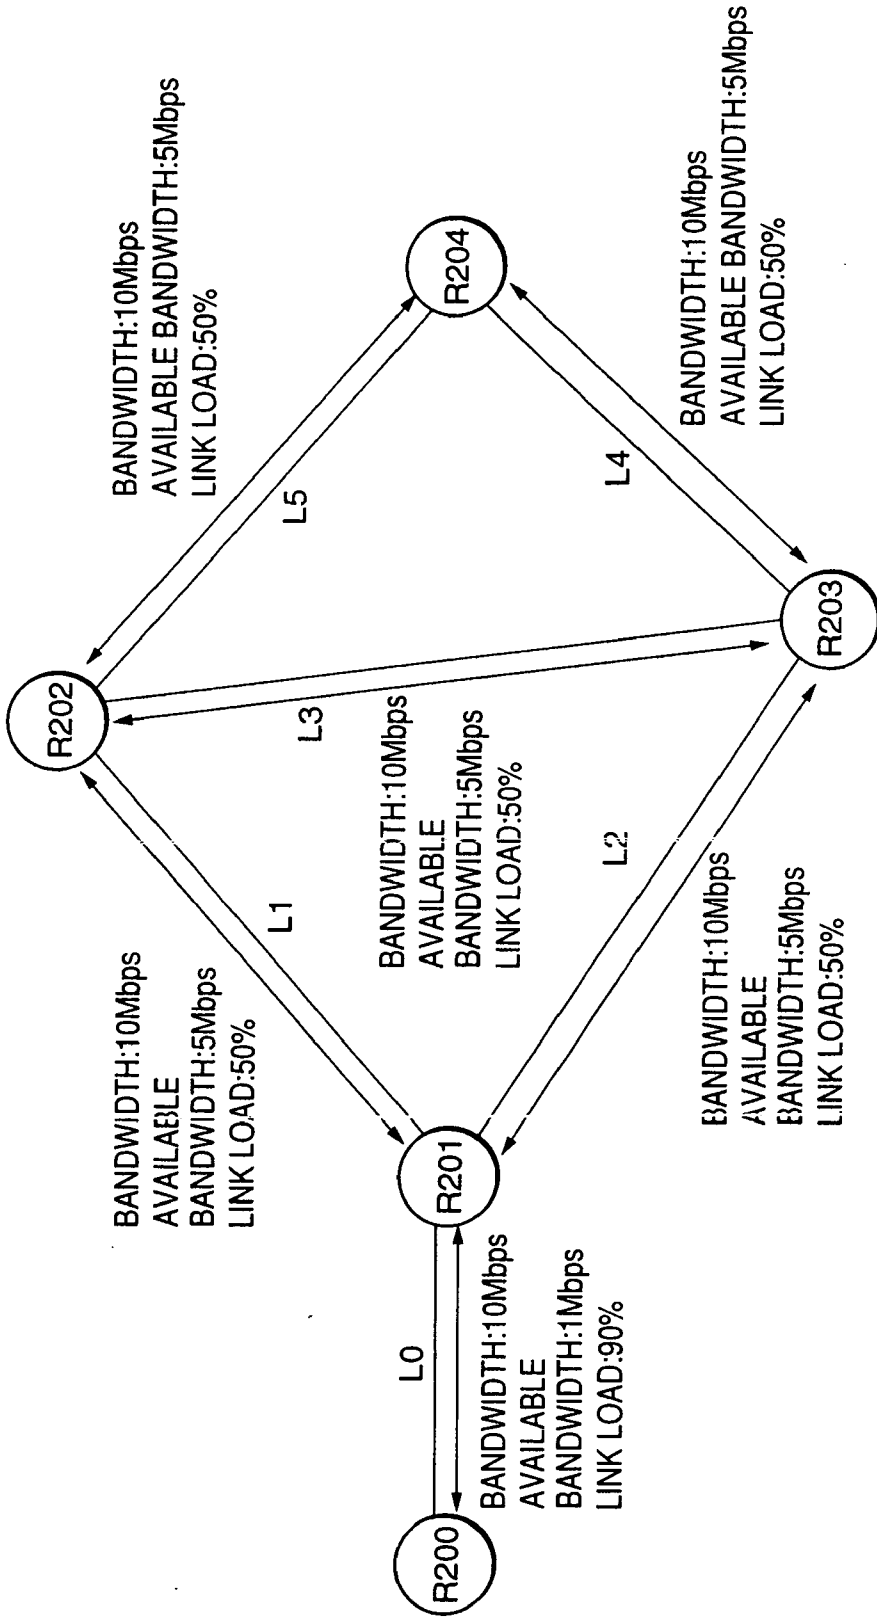 R200
L0
BANDWIDTH:10Mbps
AVAILABLE
BANDWIDTH:1Mbps
LINK LOAD:90%
R201
BANDWIDTH:10Mbps
AVAILABLE
BANDWIDTH:5Mbps
LINK LOAD:50%
L1
R202
BANDWIDTH:10Mbps
AVAILABLE
BANDWIDTH:5Mbps
LINK LOAD:50%
L2
L3
BANDWIDTH:10Mbps
AVAILABLE
BANDWIDTH:5Mbps
LINK LOAD:50%
R203
BANDWIDTH:10Mbps
AVAILABLE BANDWIDTH:5Mbps
LINK LOAD:50%
L5
L4
BANDWIDTH:10Mbps
AVAILABLE BANDWIDTH:5Mbps
LINK LOAD:50%
R204